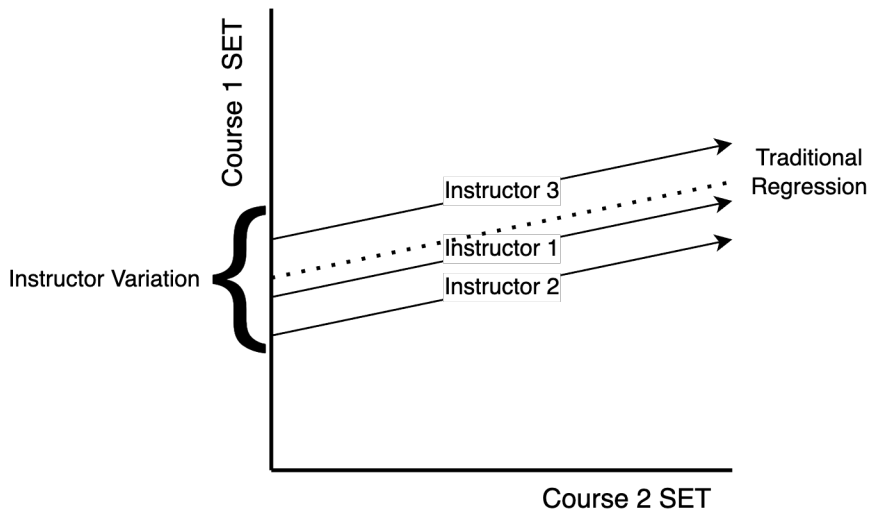 Course 1 SET
Traditional
Regression
Instructor 3
Instructor 1
Instructor Variation
Instructor 2
Course 2 SET